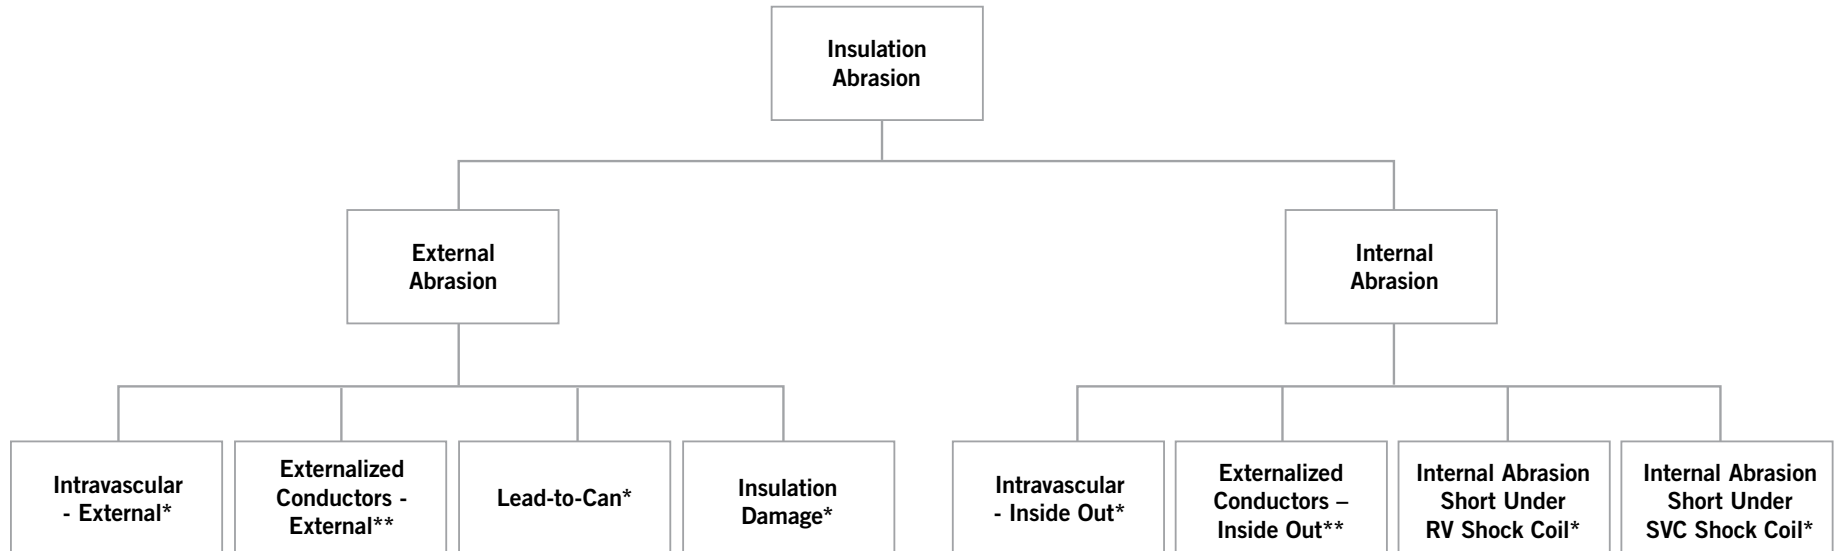 Insulation
Abrasion
External
Abrasion
Internal
Abrasion
Intravascular
- External*
Externalized
Conductors -
External**
Lead-to-Can*
Insulation
Damage*
Intravascular
- Inside Out*
Externalized
Conductors –
Inside Out**
Internal Abrasion
Short Under
RV Shock Coil*
Internal Abrasion
Short Under
SVC Shock Coil*